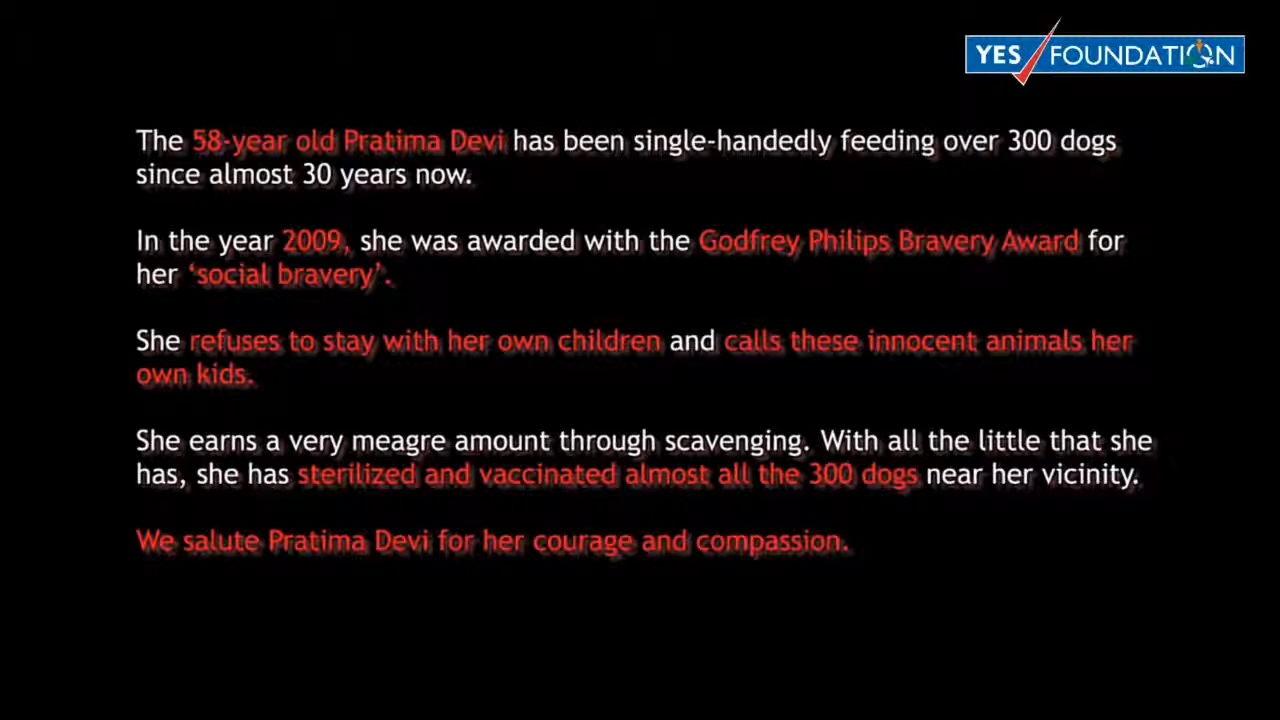 YES FOUNDATION
The 58-year old Pratima Devi has been single-handedly feeding over 300 dogs
since almost 30 years now.
In the year 2009, she was awarded with the Godfrey Philips Bravery Award for
her ‘social bravery’.
She refuses to stay with her own children and calls these innocent animals her
own kids.
She earns a very meagre amount through scavenging. With all the little that she
has, she has sterilized and vaccinated almost all the 300 dogs near her vicinity.
We salute Pratima Devi for her courage and compassion.